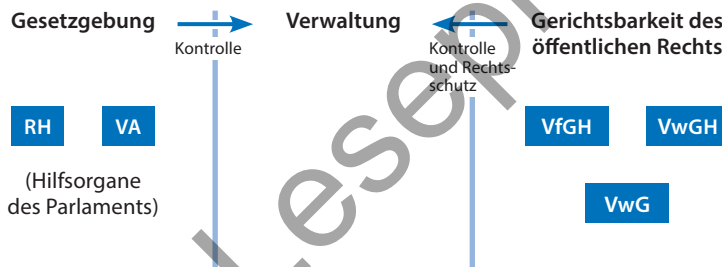 Gesetzgebung
Kontrolle
Verwaltung
Kontrolle
und Rechts-
schutz
Gerichtsbarkeit des
öffentlichen Rechts
RH
VA
(Hilfsorgane
des Parlaments)
VfGH
VwGH
VwG
Lesep